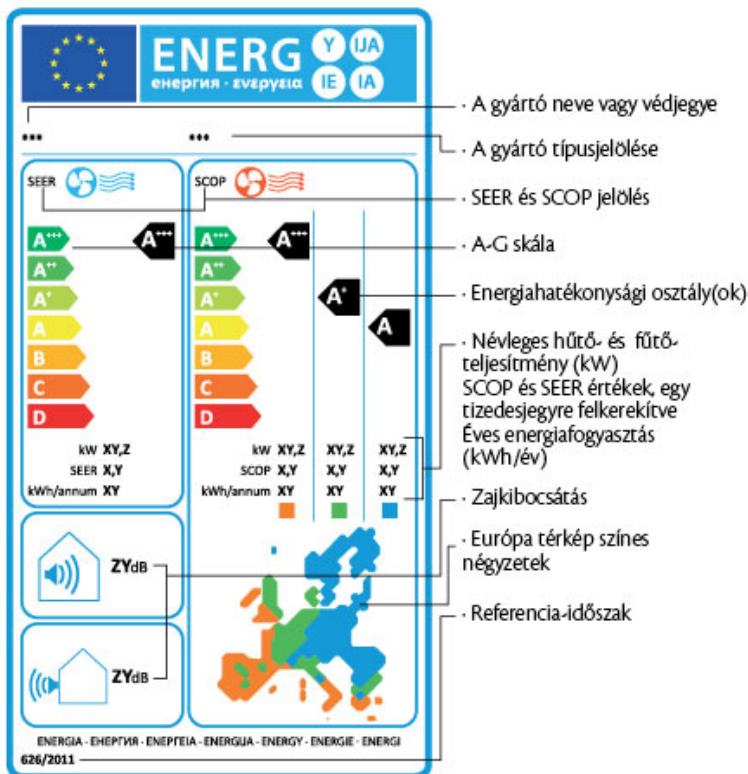 ENERG Y IJA
енергия · ενεργεια IE IA
· A gyártó neve vagy védjegye
· A gyártó típusjelölése
SEER
SCOP
· SEER és SCOP jelölés
A+++ A+++ A+++ A+++
A++ A++
A+ A+ A+
A A A
B B
C C
D D
· A-G skála
· Energiahatékonysági osztály(ok)
· Névleges hűtő- és fűtő-
teljesítmény (kW)
SCOP és SEER értékek, egy
tizedesjegyre felkerekítve
Éves energiafogyasztás
(kWh/év)
kW XY,Z
SEER X,Y
kWh/annum XY
kW XY,Z XY,Z XY,Z
SCOP X,Y X,Y X,Y
kWh/annum XY XY XY
· Zajkibocsátás
· Európa térkép színes
négyzetek
· Referencia-időszak
ZYdB
ZYdB
ENERGIA - ЕНЕРГИЯ - ΕΝΕΡΓΕΙΑ - ENERGIJA - ENERGY - ENERGIE - ENERGI
626/2011